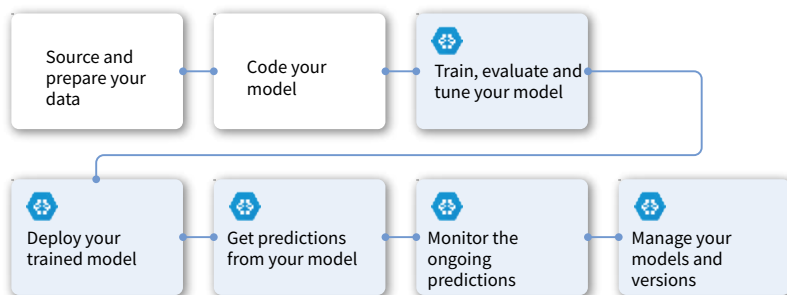 Source and
prepare your
data
Code your
model
Train, evaluate and
tune your model
Deploy your
trained model
Get predictions
from your model
Monitor the
ongoing
predictions
Manage your
models and
versions